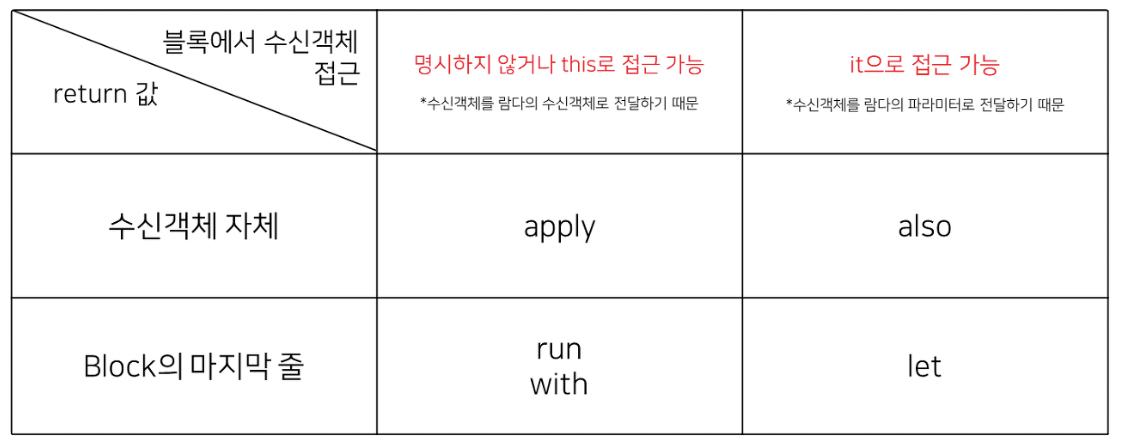 블록에서 수신객체
접근
return 값
명시하지 않거나 this로 접근 가능
*수신객체를 람다의 수신객체로 전달하기 때문
it으로 접근 가능
*수신객체를 람다의 파라미터로 전달하기 때문
수신객체 자체
apply
also
Block의 마지막 줄
run
with
let